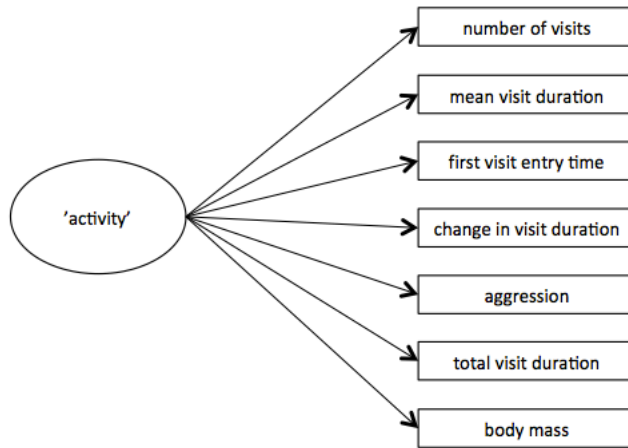 number of visits
mean visit duration
first visit entry time
'activity'
change in visit duration
aggression
total visit duration
body mass